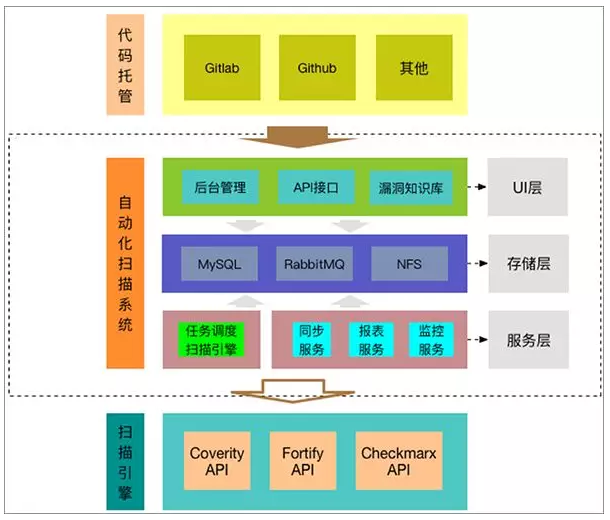 代码托管
Gitlab
Github
其他
自动化扫描系统
后台管理
API接口
漏洞知识库
UI层
MySQL
RabbitMQ
NFS
存储层
任务调度
扫描引擎
同步
服务
报表
服务
监控
服务
服务层
扫描引擎
Coverity
API
Fortify
API
Checkmarx
API